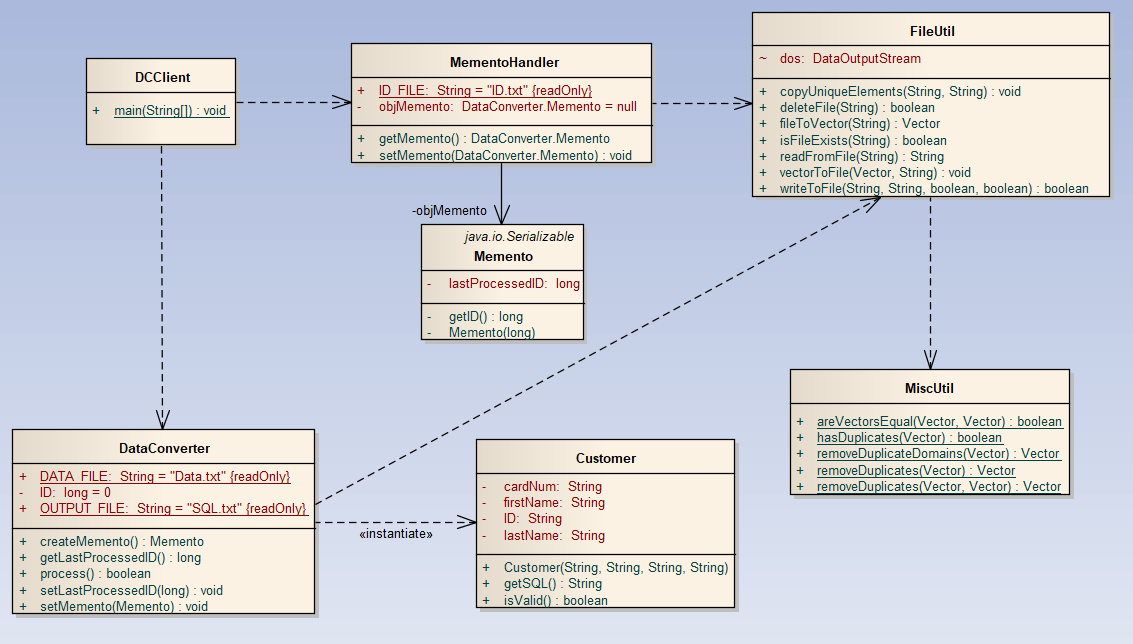 DCClient
+ main(String[]) : void
MementoHandler
+ ID_FILE: String = "ID.txt" {readOnly}
- objMemento: DataConverter.Memento = null
+ getMemento() : DataConverter.Memento
+ setMemento(DataConverter.Memento) : void
FileUtil
~ dos: DataOutputStream
+ copyUniqueElements(String, String) : void
+ deleteFile(String) : boolean
+ fileToVector(String) : Vector
+ isFileExists(String) : boolean
+ readFromFile(String) : String
+ vectorToFile(Vector, String) : void
+ writeToFile(String, String, boolean, boolean) : boolean
-objMemento
java.io.Serializable
Memento
- lastProcessedID: long
- getID() : long
- Memento(long)
MiscUtil
+ areVectorsEqual(Vector, Vector) : boolean
+ hasDuplicates(Vector) : boolean
+ removeDuplicateDomains(Vector) : Vector
+ removeDuplicates(Vector) : Vector
+ removeDuplicates(Vector, Vector) : Vector
DataConverter
+ DATA_FILE: String = "Data.txt" {readOnly}
- ID: long = 0
+ OUTPUT_FILE: String = "SQL.txt" {readOnly}
+ createMemento() : Memento
+ getLastProcessedID() : long
+ process() : boolean
+ setLastProcessedID(long) : void
+ setMemento(Memento) : void
«instantiate»
Customer
- cardNum: String
- firstName: String
- ID: String
- lastName: String
+ Customer(String, String, String, String)
+ getSQL() : String
+ isValid() : boolean